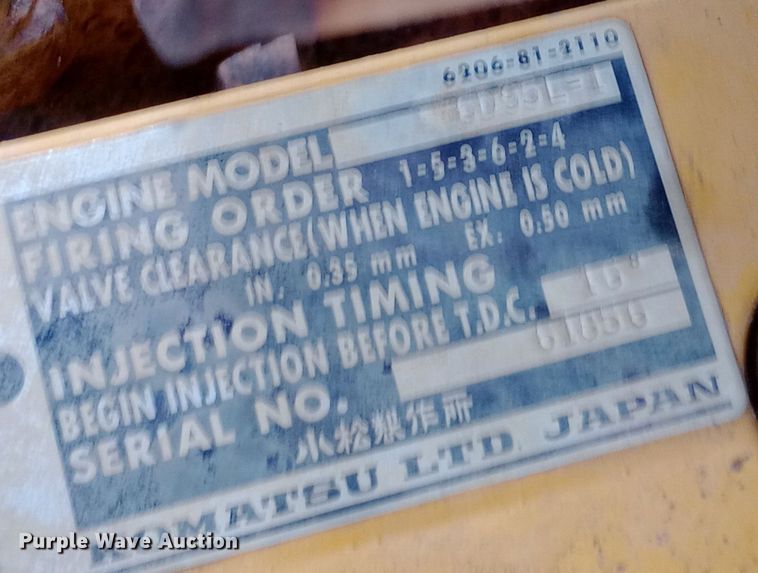 6206-81-2110
ENGINE MODEL 6D95L-1
FIRING ORDER 1=5=3=6=2=4
VALVE CLEARANCE(WHEN ENGINE IS COLD)
IN. 0.35 mm EX. 0.50 mm
INJECTION TIMING
BEGIN INJECTION BEFORE T.D.C. 16°
SERIAL NO.
小松製作所
KOMATSU LTD. JAPAN
Purple Wave Auction